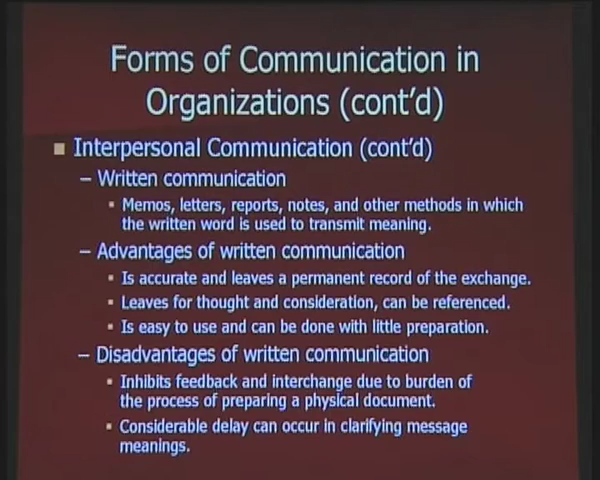 Forms of Communication in
Organizations (cont'd)
Interpersonal Communication (cont'd)
– Written communication
Memos, letters, reports, notes, and other methods in which
the written word is used to transmit meaning.
– Advantages of written communication
Is accurate and leaves a permanent record of the exchange.
Leaves for thought and consideration, can be referenced.
Is easy to use and can be done with little preparation.
– Disadvantages of written communication
Inhibits feedback and interchange due to burden of
the process of preparing a physical document.
Considerable delay can occur in clarifying message
meanings.